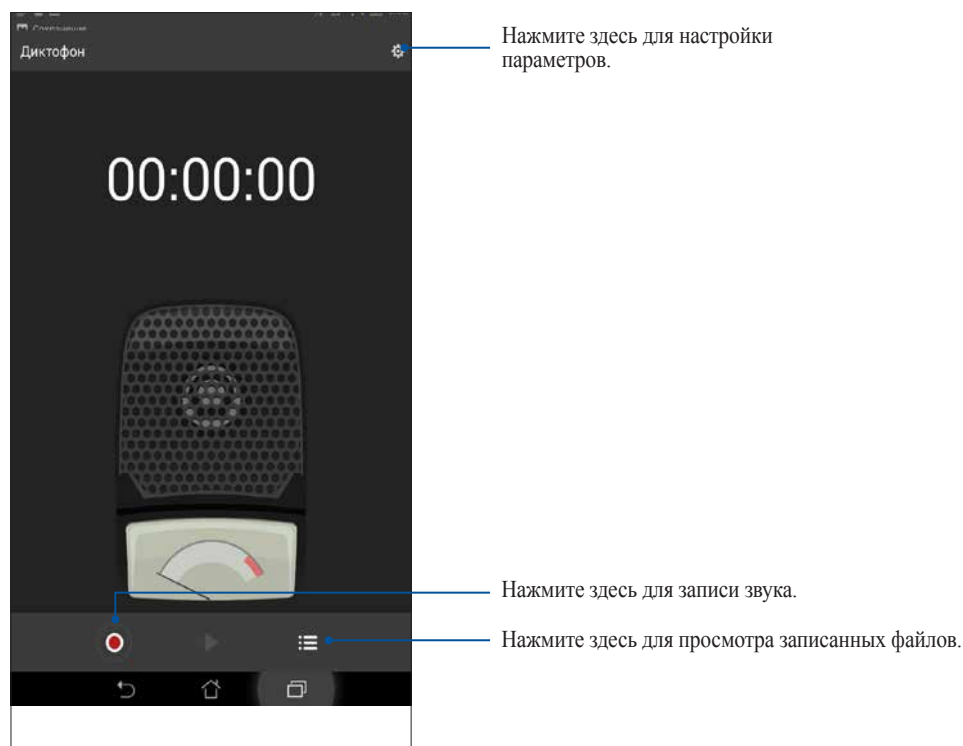 Диктофон
Нажмите здесь для настройки
параметров.
00:00:00
Нажмите здесь для записи звука.
Нажмите здесь для просмотра записанных файлов.